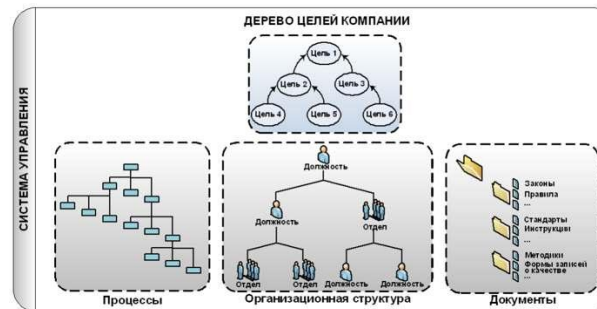 ДЕРЕВО ЦЕЛЕЙ КОМПАНИИ
СИСТЕМА УПРАВЛЕНИЯ
Цель 1
Цель 2
Цель 3
Цель 4
Цель 5
Цель 6
Должность
Должность
Отдел
Отдел
Отдел
Должность
Должность
Законы
Правила
...
Стандарты
Инструкции
...
Методики
Формы записей
о качестве
...
Процессы
Организационная структура
Документы